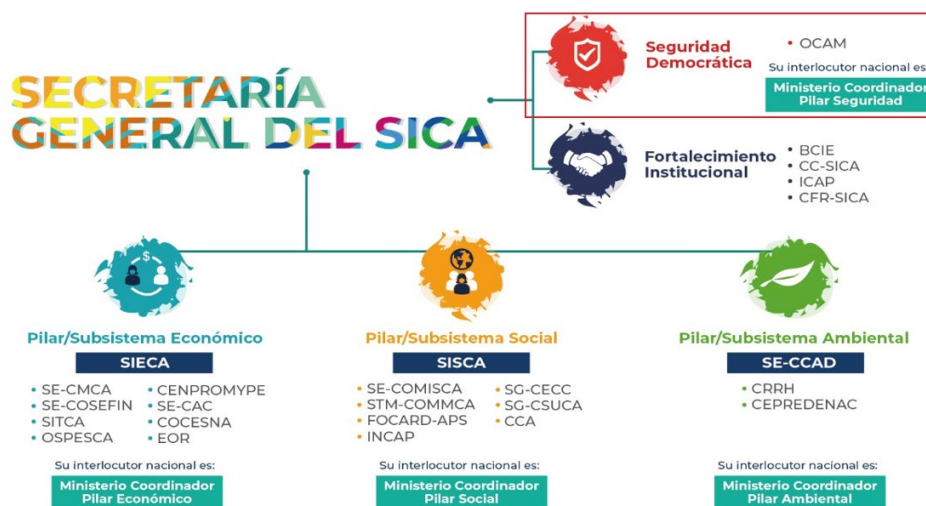 SECRETARÍA
GENERAL DEL SICA
Seguridad
Democrática
• OCAM
Su interlocutor nacional es:
Ministerio Coordinador
Pilar Seguridad
Fortalecimiento
Institucional
• BCIE
• CC-SICA
• ICAP
• CFR-SICA
$
Pilar/Subsistema Económico
SIECA
• SE-CMCA
• SE-COSEFIN
• SITCA
• OSPESCA
• CENPROMYPE
• SE-CAC
• COCESNA
• EOR
Su interlocutor nacional es:
Ministerio Coordinador
Pilar Económico
Pilar/Subsistema Social
SISCA
• SE-COMISCA
• STM-COMMCA
• FOCARD-APS
• INCAP
• SG-CECC
• SG-CSUCA
• CCA
Su interlocutor nacional es:
Ministerio Coordinador
Pilar Social
Pilar/Subsistema Ambiental
SE-CCAD
• CRRH
• CEPREDENAC
Su interlocutor nacional es:
Ministerio Coordinador
Pilar Ambiental